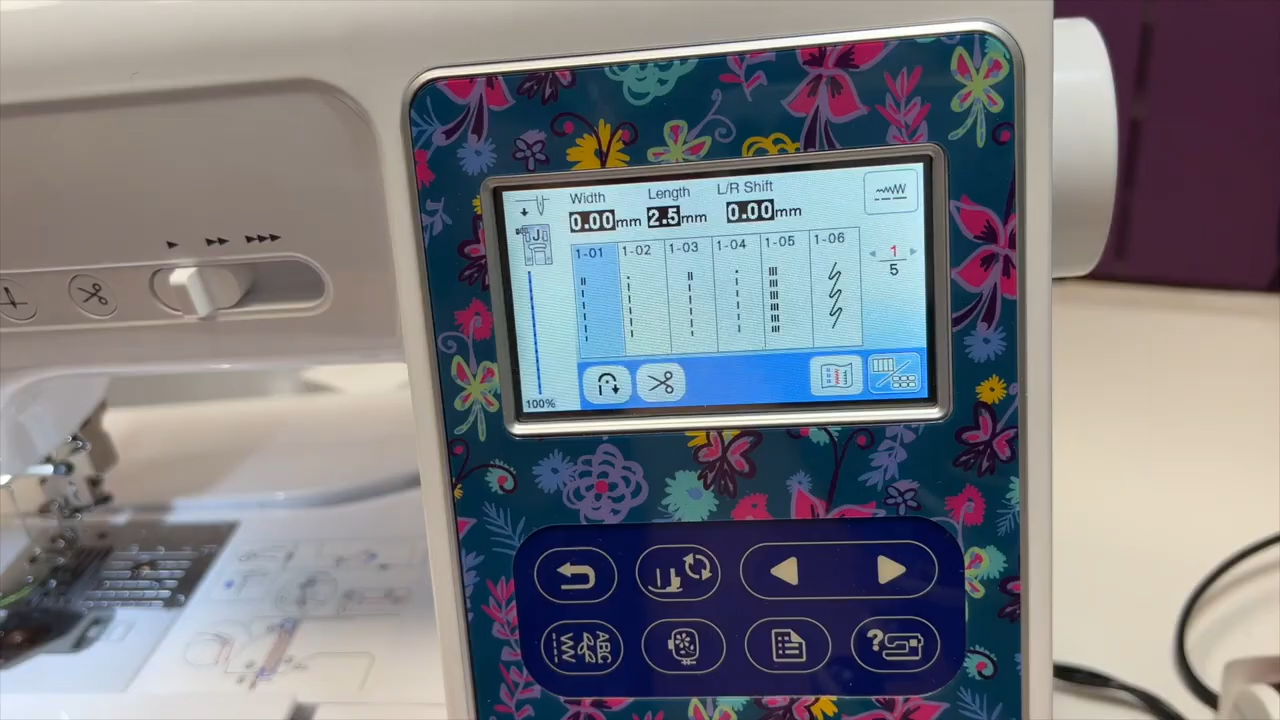 Width Length L/R Shift
0.00mm 2.5mm 0.00mm
J
1-01 1-02 1-03 1-04 1-05 1-06
1
5
100%
ABC
?